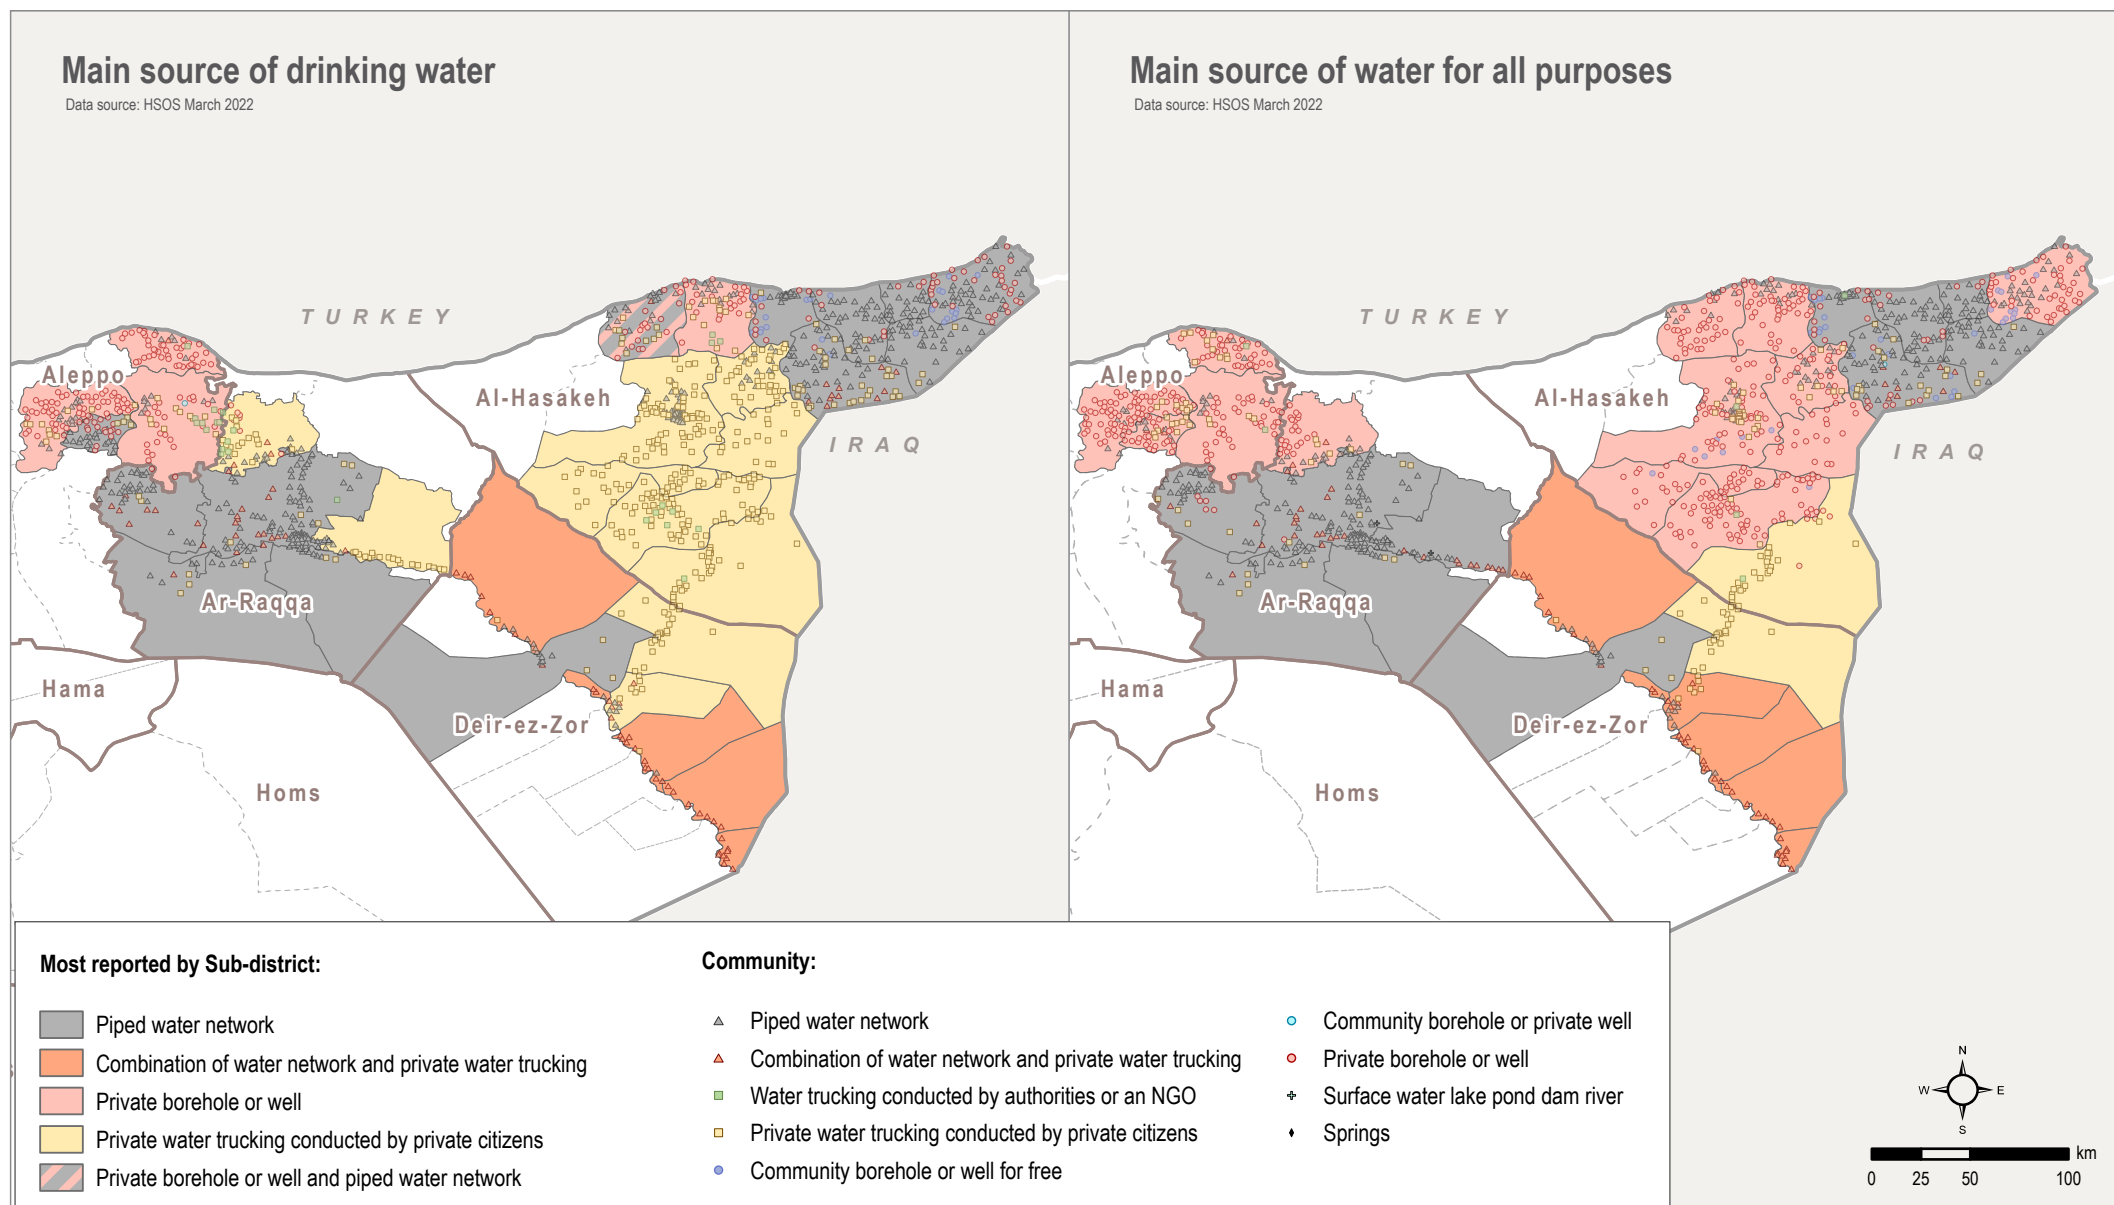 Main source of drinking water
Data source: HSOS March 2022
TURKEY
Aleppo
Al-Hasakeh
IRAQ
Ar-Raqqa
Hama
Deir-ez-Zor
Homs
Main source of water for all purposes
Data source: HSOS March 2022
TURKEY
Aleppo
Al-Hasakeh
IRAQ
Ar-Raqqa
Hama
Deir-ez-Zor
Homs
Most reported by Sub-district:
Piped water network
Combination of water network and private water trucking
Private borehole or well
Private water trucking conducted by private citizens
Private borehole or well and piped water network
Community:
Piped water network
Combination of water network and private water trucking
Water trucking conducted by authorities or an NGO
Private water trucking conducted by private citizens
Community borehole or well for free
Community borehole or private well
Private borehole or well
Surface water lake pond dam river
Springs
N
W E
S
km
0 25 50 100